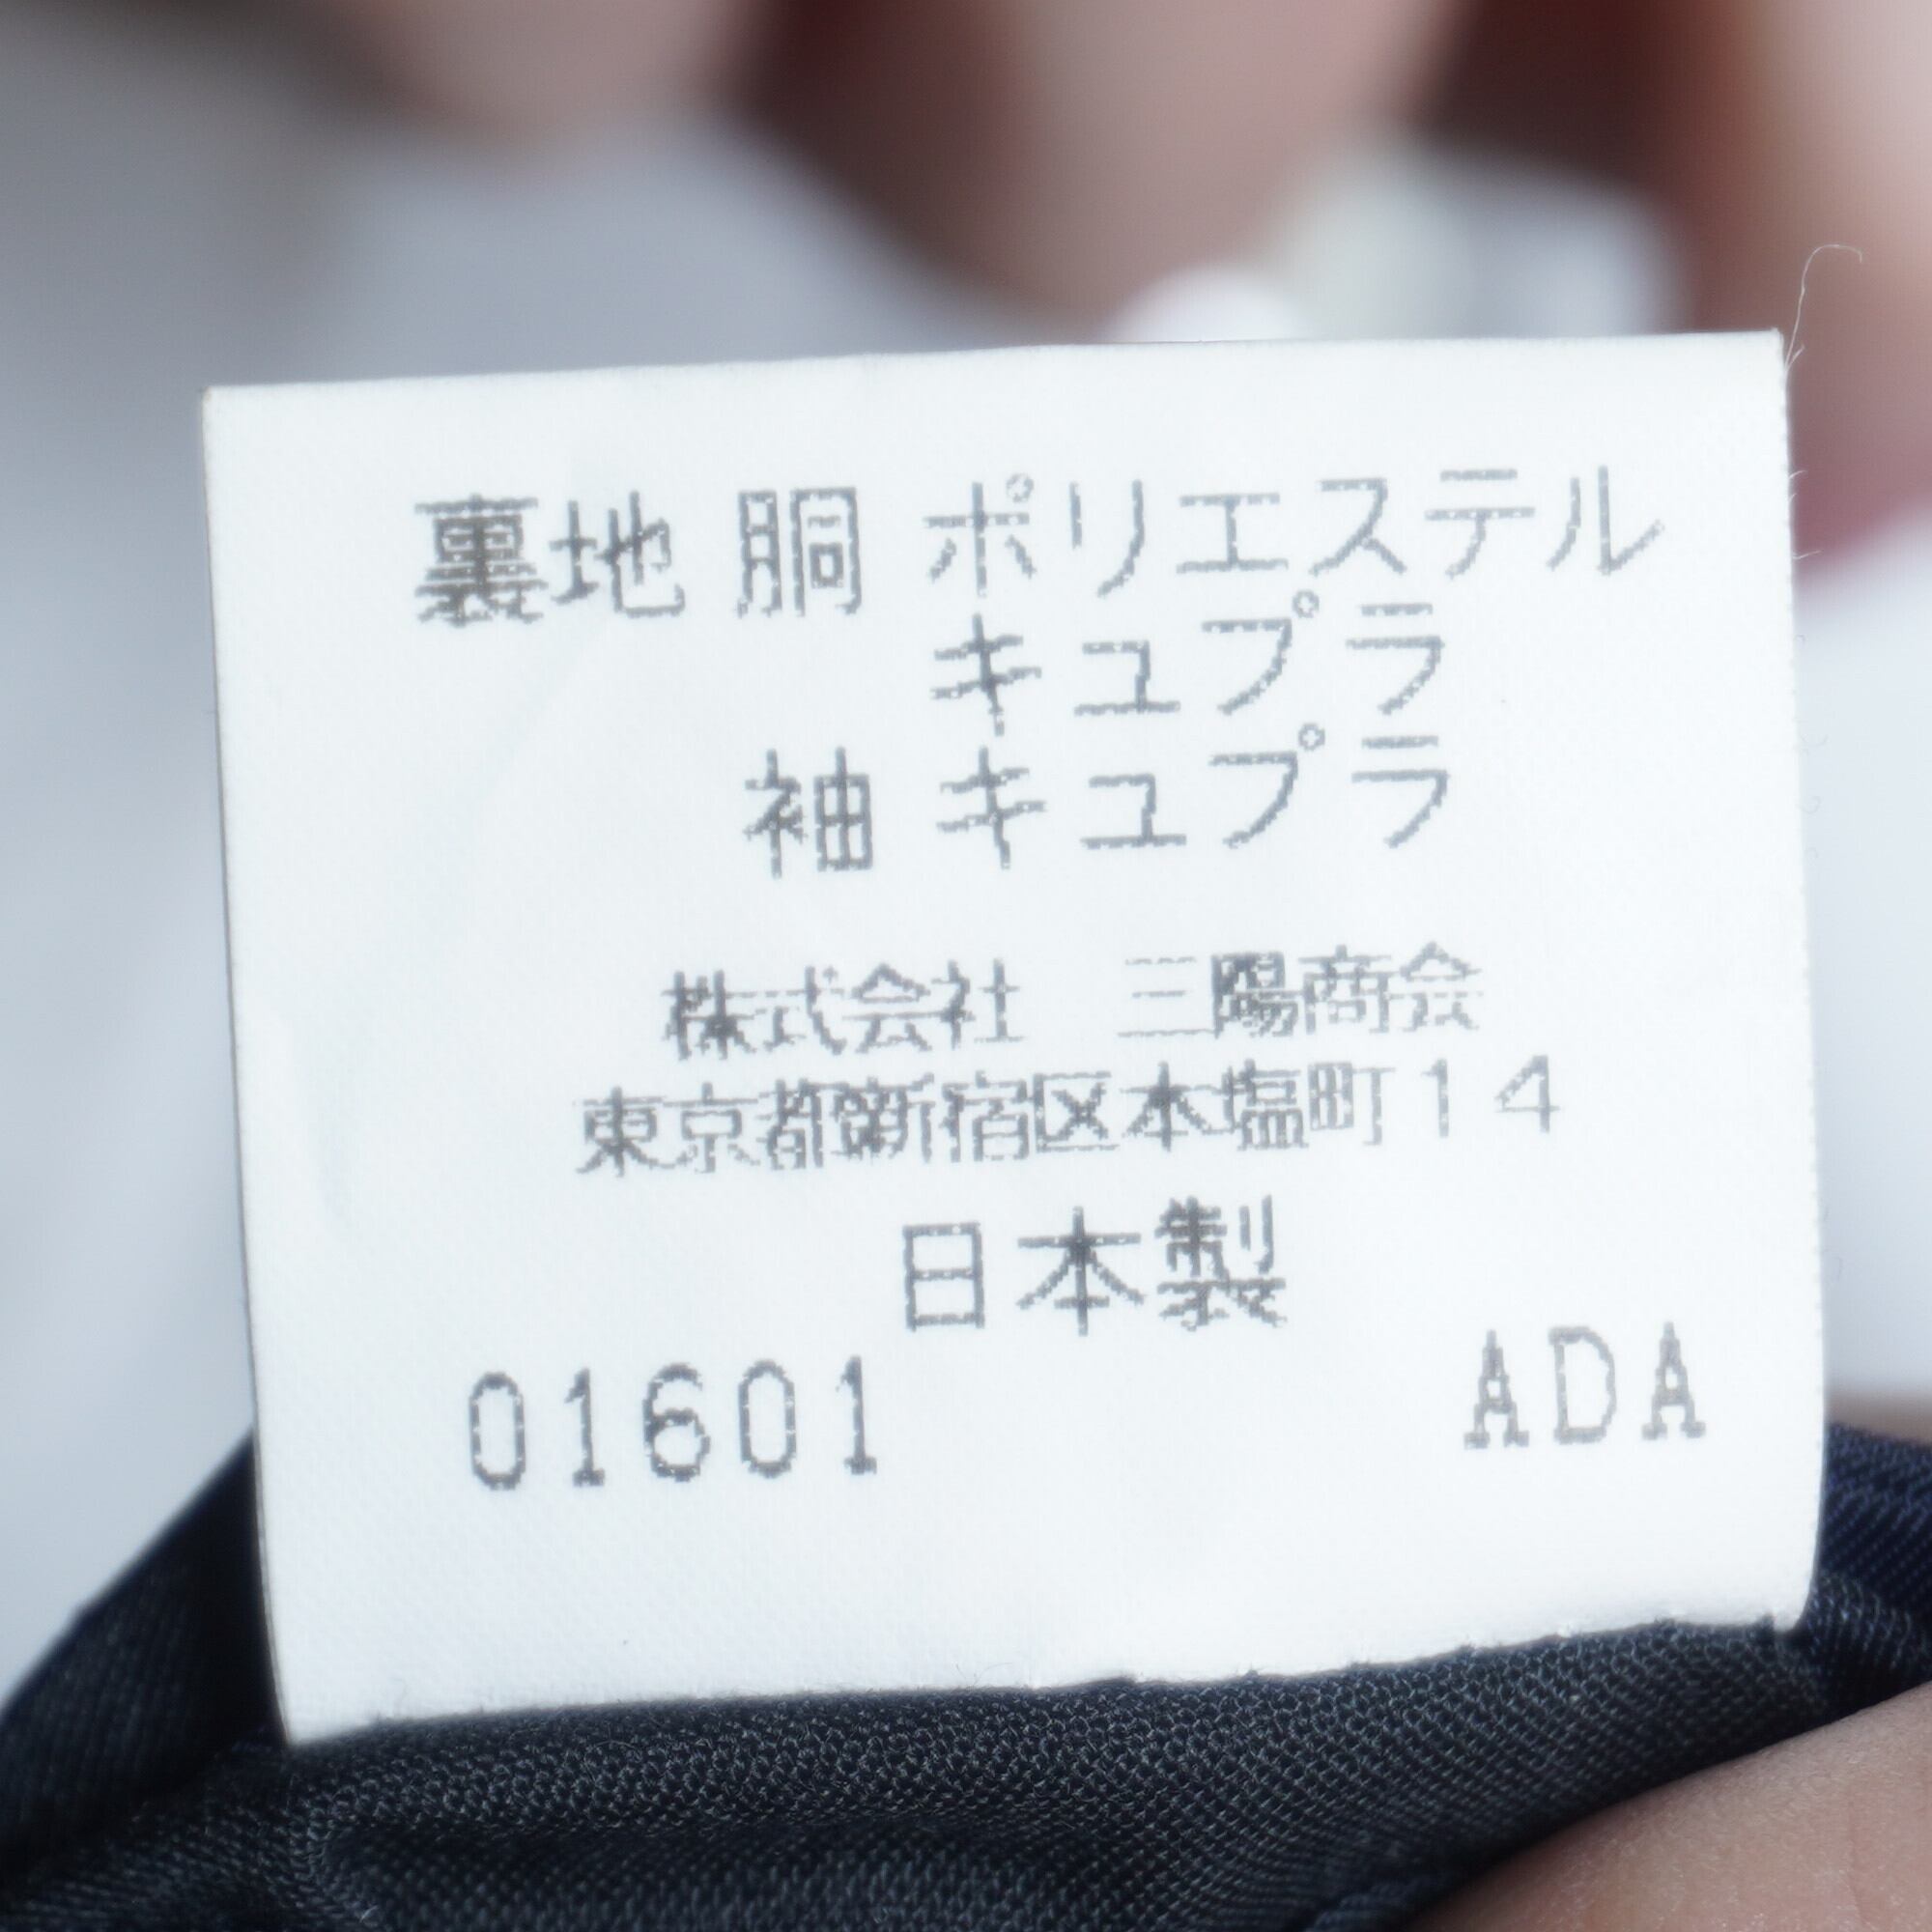 裏地 胴 ポリエステル
キュプラ
袖 キュプラ
株式会社　三陽商会
東京都新宿区本塩町14
日本製
01601 ADA